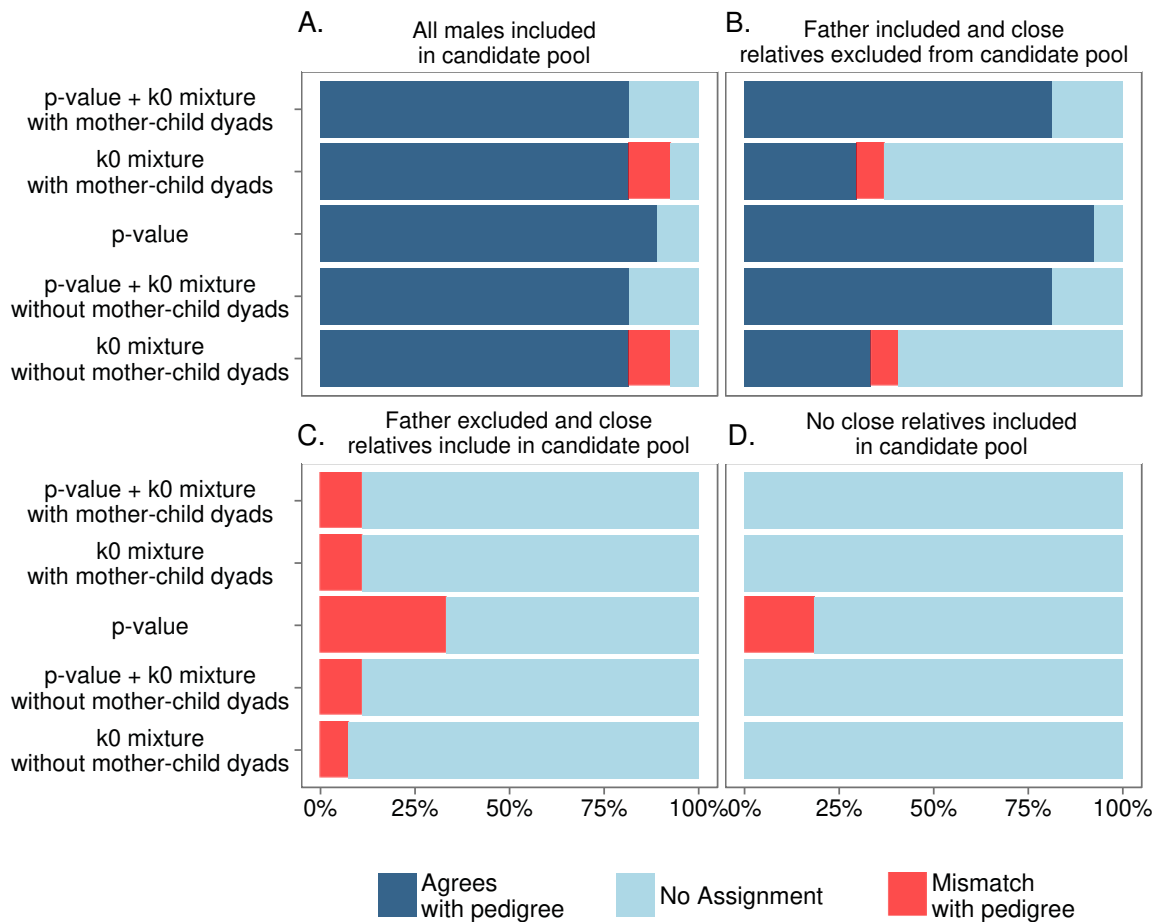 A.
All males included
in candidate pool
B.
Father included and close
relatives excluded from candidate pool
p-value + k0 mixture
with mother-child dyads
k0 mixture
with mother-child dyads
p-value
p-value + k0 mixture
without mother-child dyads
k0 mixture
without mother-child dyads
C.
Father excluded and close
relatives include in candidate pool
D.
No close relatives included
in candidate pool
p-value + k0 mixture
with mother-child dyads
k0 mixture
with mother-child dyads
p-value
p-value + k0 mixture
without mother-child dyads
k0 mixture
without mother-child dyads
0% 25% 50% 75% 100%
0% 25% 50% 75% 100%
Agrees
with pedigree
No Assignment
Mismatch
with pedigree